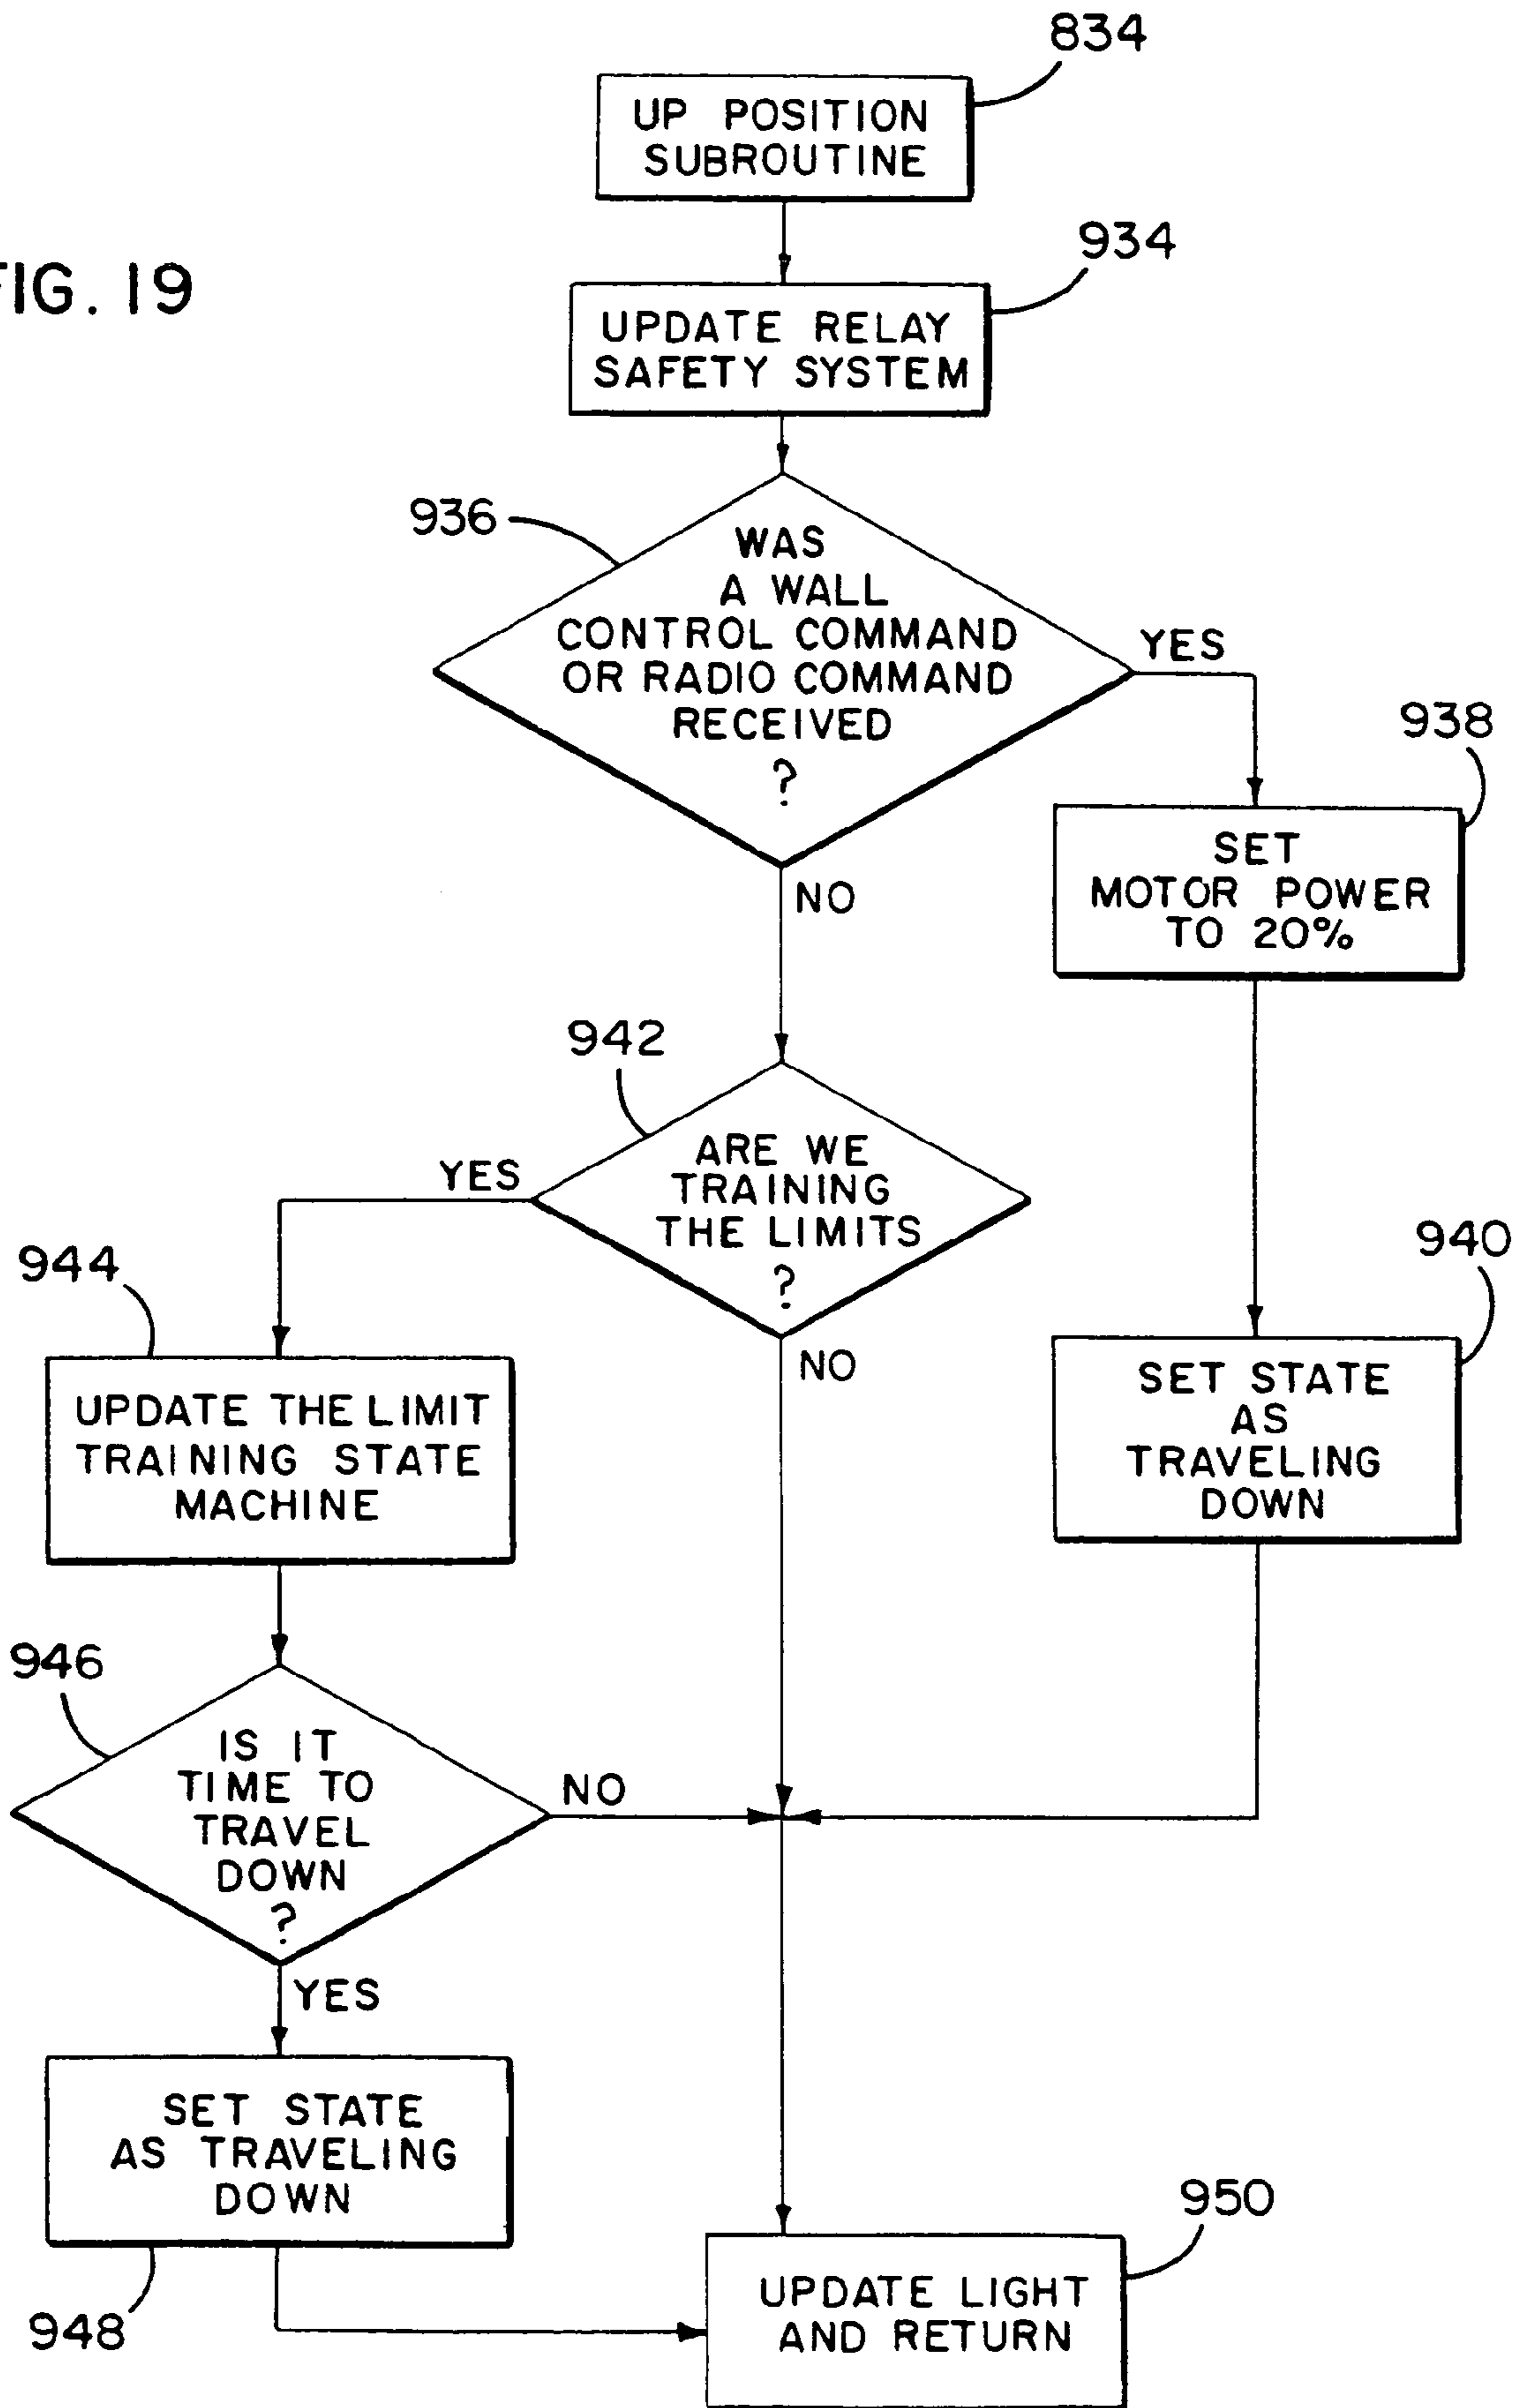 834
UP POSITION
SUBROUTINE
FIG. 19
934
UPDATE RELAY
SAFETY SYSTEM
936
WAS
A WALL
CONTROL COMMAND
OR RADIO COMMAND
RECEIVED
?
YES
NO
938
SET
MOTOR POWER
TO 20%
942
ARE WE
TRAINING
THE LIMITS
?
YES
NO
940
SET STATE
AS
TRAVELING
DOWN
944
UPDATE THE LIMIT
TRAINING STATE
MACHINE
946
IS IT
TIME TO
TRAVEL
DOWN
?
NO
YES
SET STATE
AS TRAVELING
DOWN
948
950
UPDATE LIGHT
AND RETURN